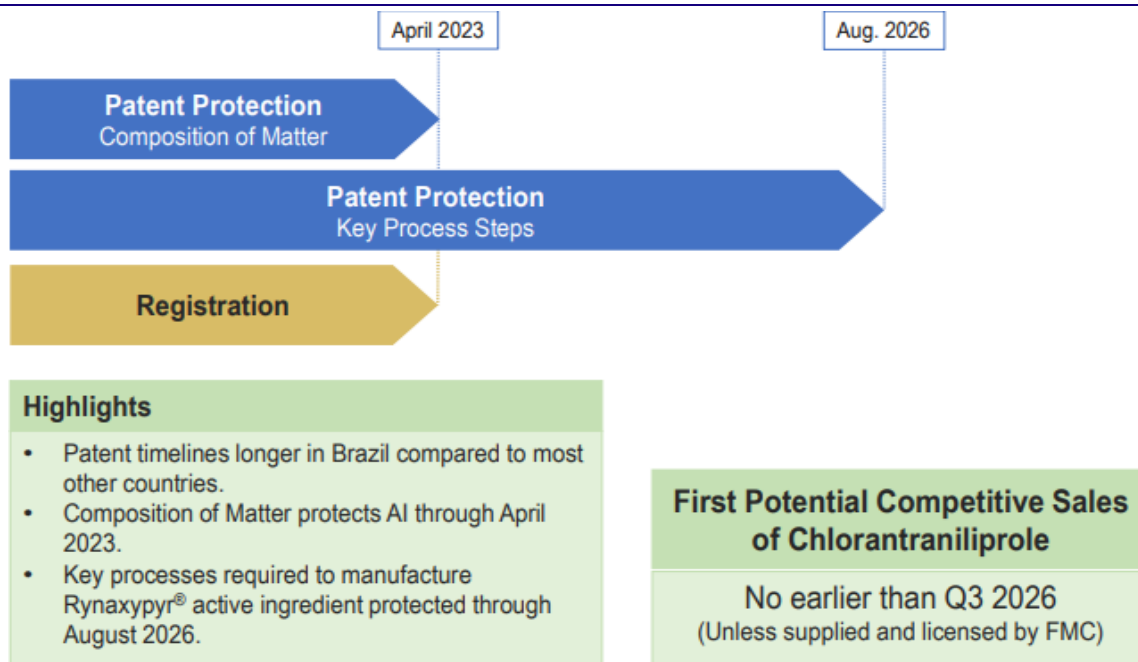 April 2023
Aug. 2026
Patent Protection
Composition of Matter
Patent Protection
Key Process Steps
Registration
Highlights
• Patent timelines longer in Brazil compared to most
other countries.
• Composition of Matter protects AI through April
2023.
• Key processes required to manufacture
Rynaxypyr® active ingredient protected through
August 2026.
First Potential Competitive Sales
of Chlorantraniliprole
No earlier than Q3 2026
(Unless supplied and licensed by FMC)